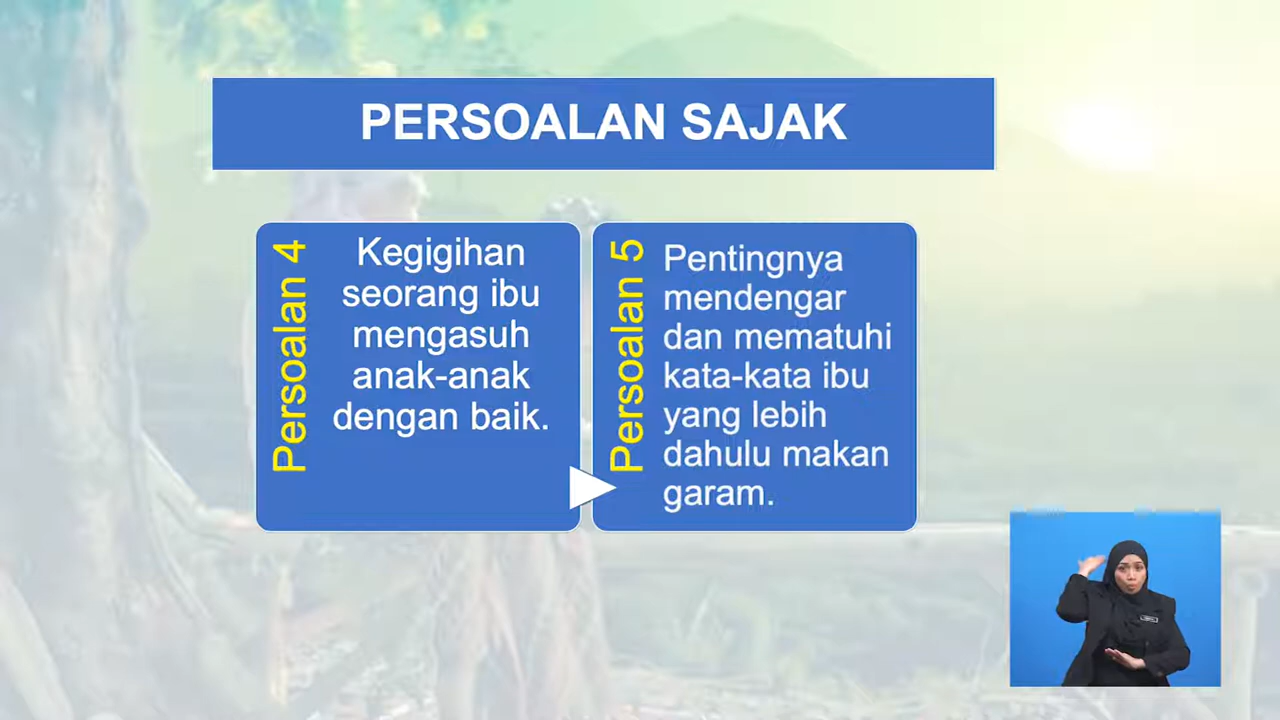 PERSOALAN SAJAK
Persoalan 4
Kegigihan
seorang ibu
mengasuh
anak-anak
dengan baik.
Persoalan 5
Pentingnya
mendengar
dan mematuhi
kata-kata ibu
yang lebih
dahulu makan
garam.